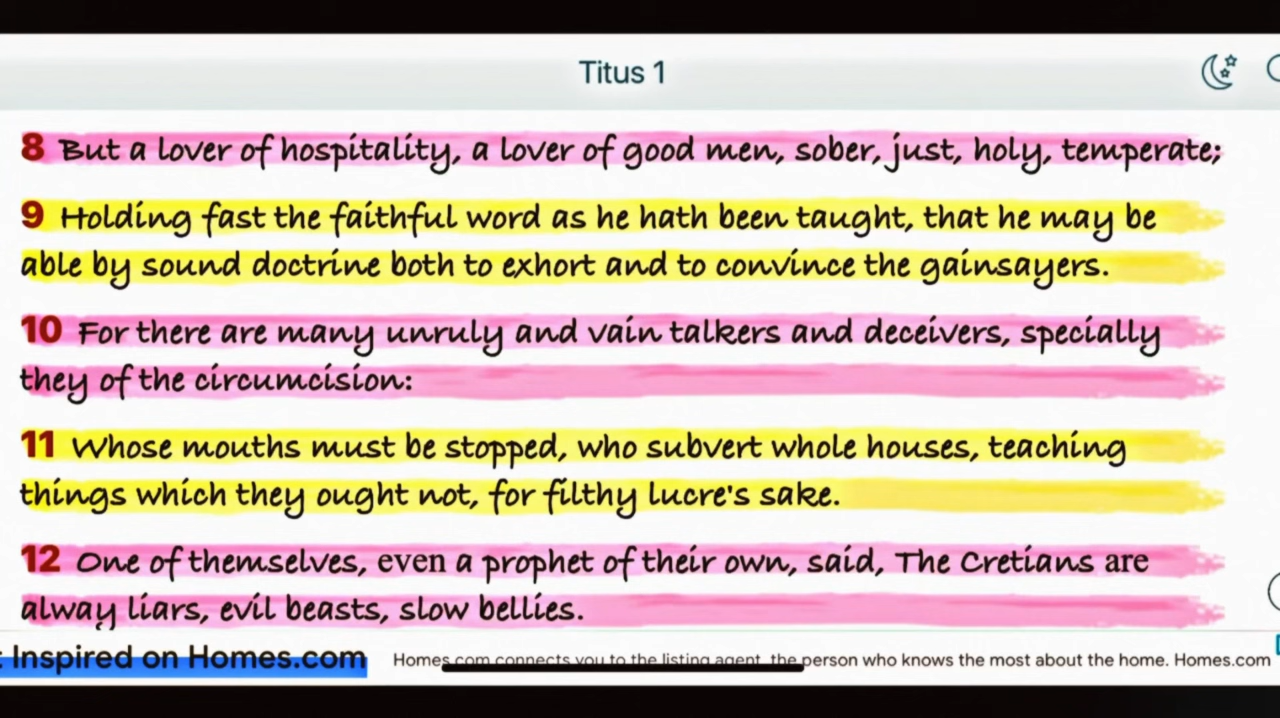 Titus 1
8 But a lover of hospitality, a lover of good men, sober, just, holy, temperate;
9 Holding fast the faithful word as he hath been taught, that he may be
able by sound doctrine both to exhort and to convince the gainsayers.
10 For there are many unruly and vain talkers and deceivers, specially
they of the circumcision:
11 Whose mouths must be stopped, who subvert whole houses, teaching
things which they ought not, for filthy lucre's sake.
12 One of themselves, even a prophet of their own, said, The Cretians are
alway liars, evil beasts, slow bellies.
Inspired on Homes.com
Homes.com connects you to the listing agent, the person who knows the most about the home. Homes.com